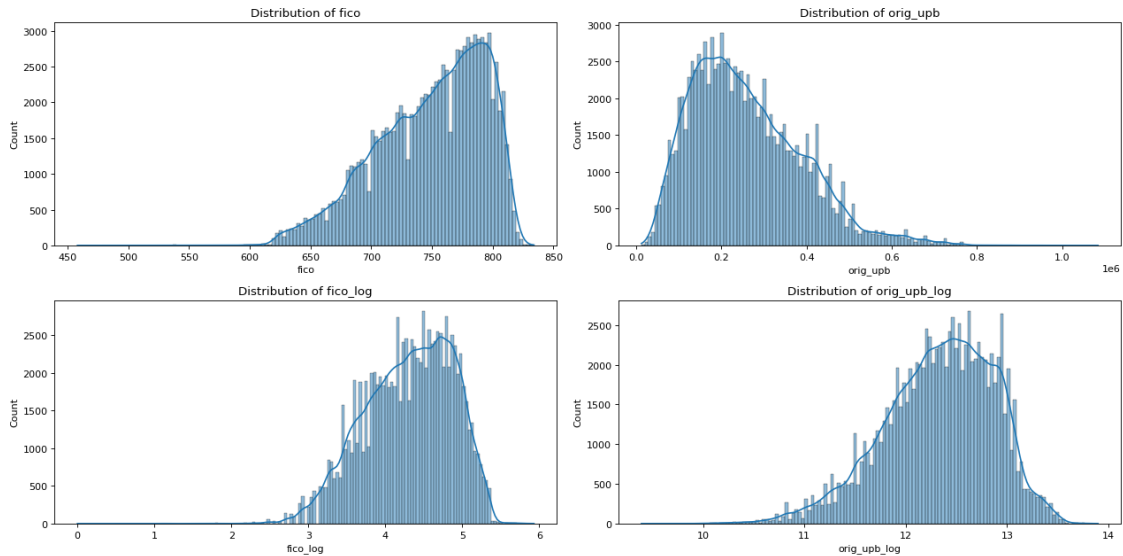 Distribution of fico
3000
2500
2000
1500
1000
500
0
Count
450 500 550 600 650 700 750 800 850
fico
Distribution of orig_upb
3000
2500
2000
1500
1000
500
0
Count
0.0 0.2 0.4 0.6 0.8 1.0
1e6
orig_upb
Distribution of fico_log
2500
2000
1500
1000
500
0
Count
0 1 2 3 4 5 6
fico_log
Distribution of orig_upb_log
2500
2000
1500
1000
500
0
Count
10 11 12 13 14
orig_upb_log